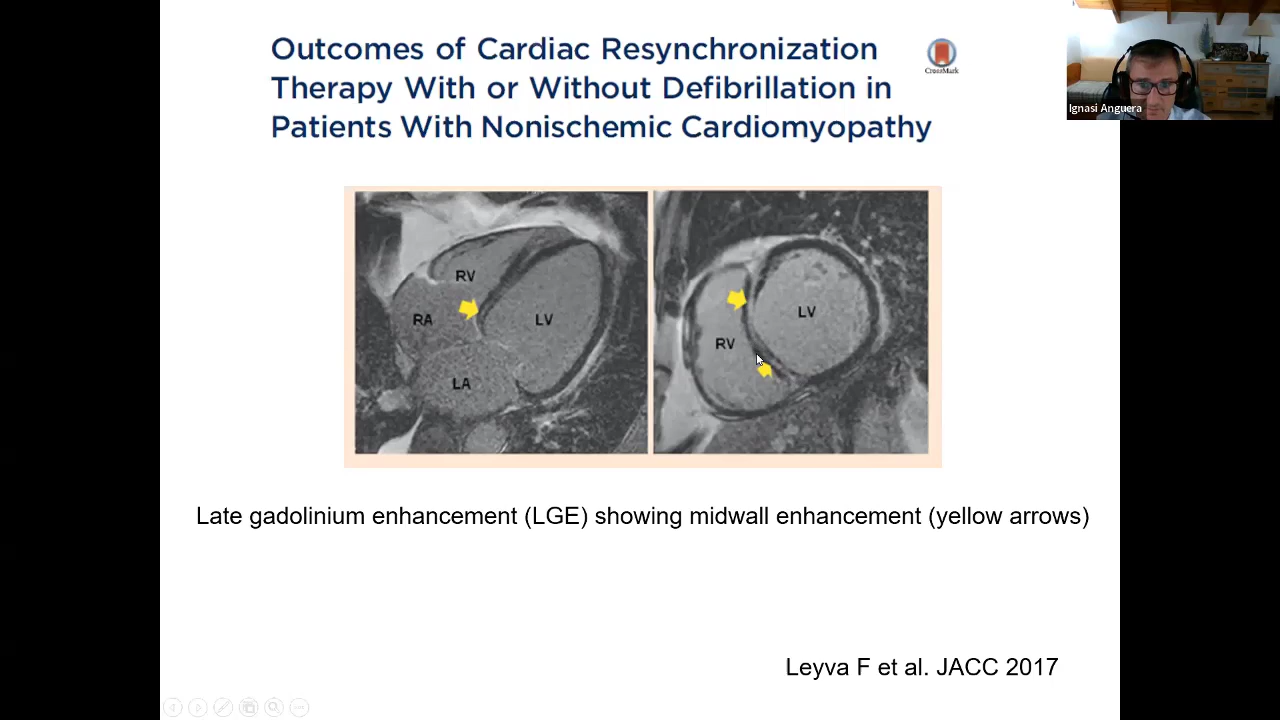 Outcomes of Cardiac Resynchronization
Therapy With or Without Defibrillation in
Patients With Nonischemic Cardiomyopathy
CrossMark
Ignasi Anguera
RV
RA
LV
LA
LV
RV
Late gadolinium enhancement (LGE) showing midwall enhancement (yellow arrows)
Leyva F et al. JACC 2017